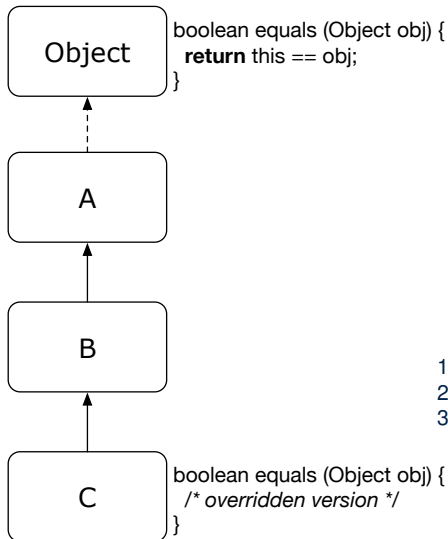 Object
boolean equals (Object obj) {
return this == obj;
}
A
B
1
2
3
C
boolean equals (Object obj) {
/* overridden version */
}